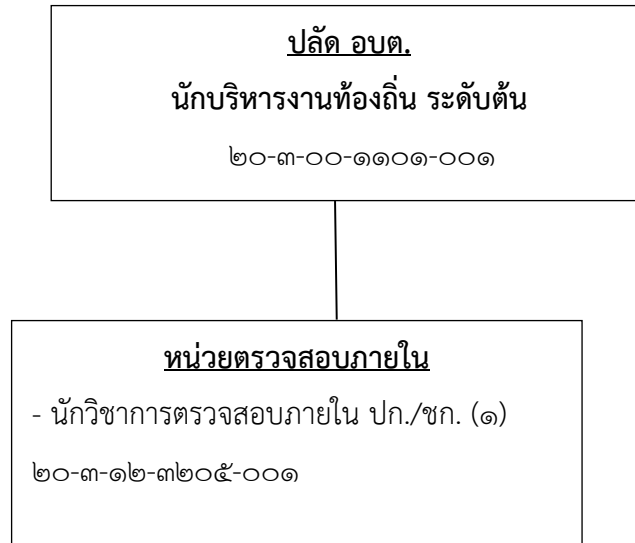 ปลัด อบต.
นักบริหารงานท้องถิ่น ระดับต้น
๒๐-๓-๐๐-๑๑๐๑-๐๐๑
หน่วยตรวจสอบภายใน
- นักวิชาการตรวจสอบภายใน ปก./ชก. (๑)
๒๐-๓-๑๒-๓๒๐๕-๐๐๑